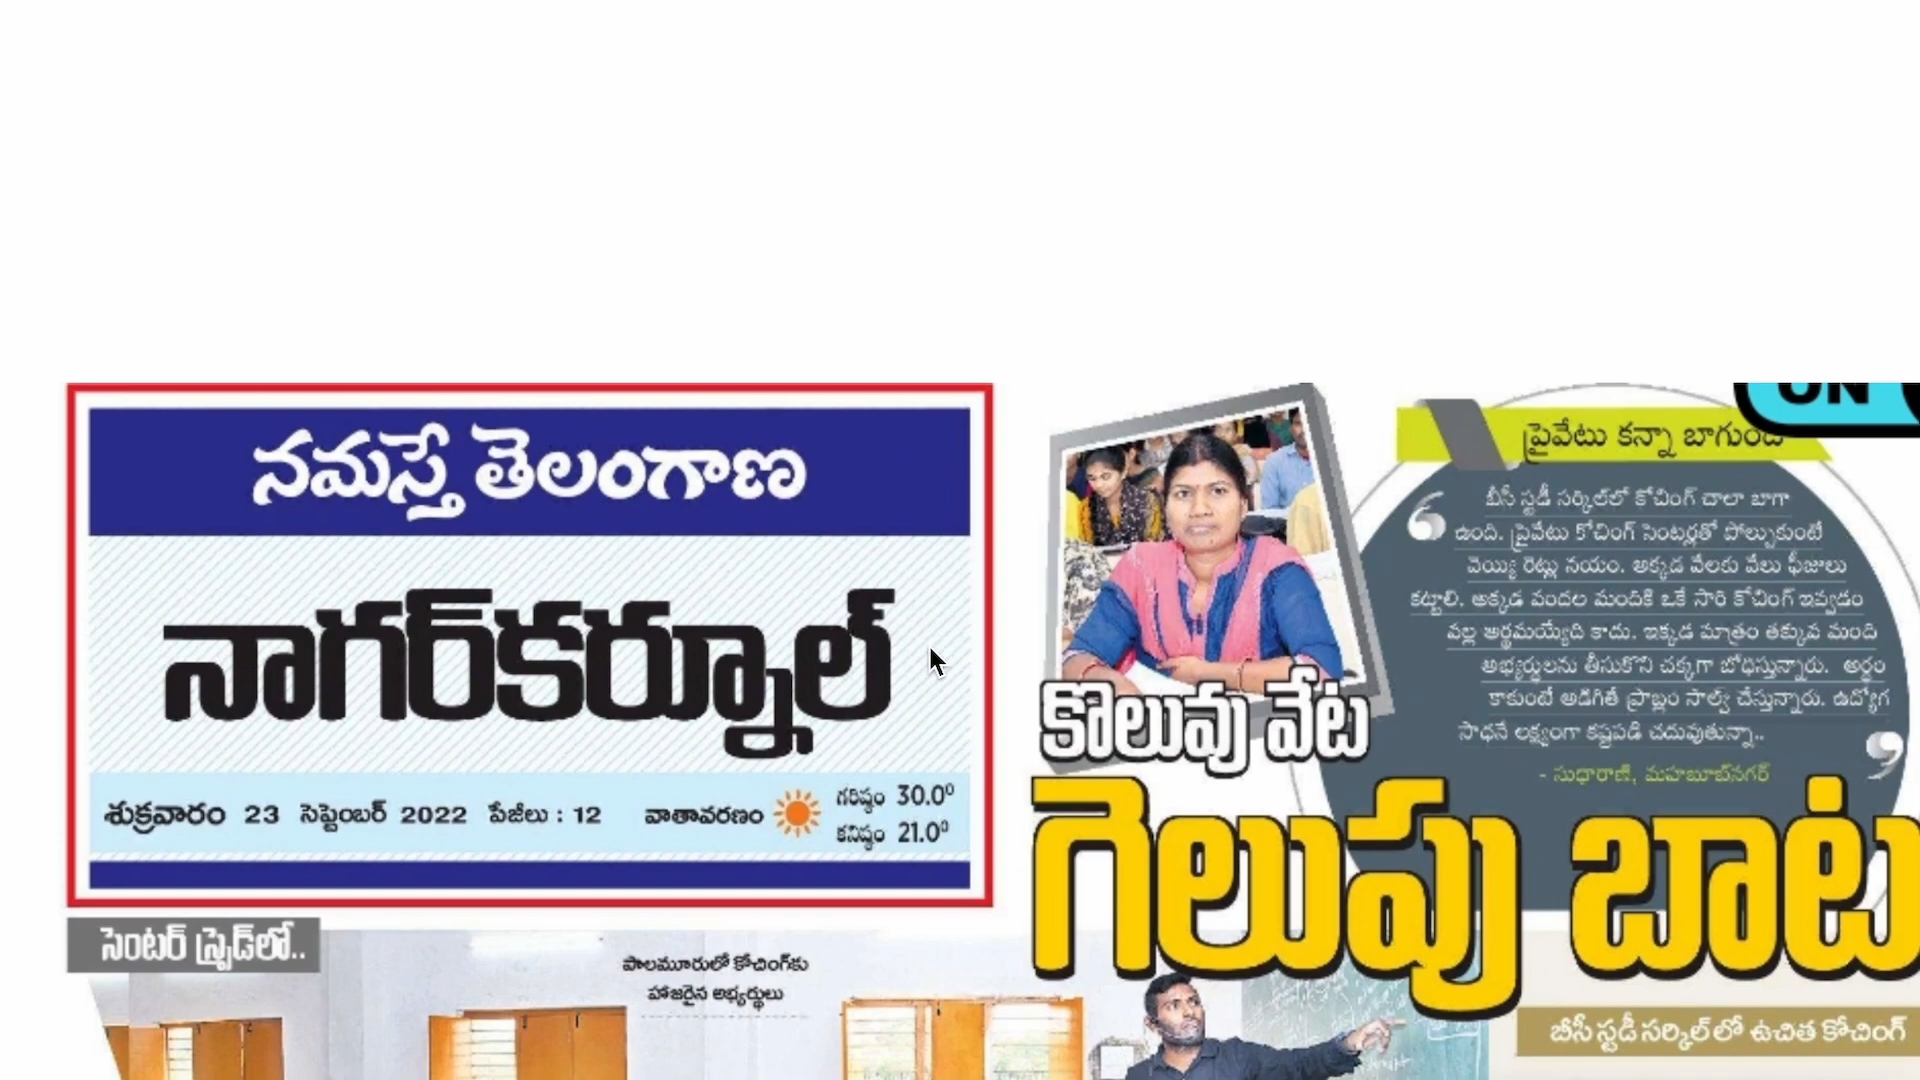 నమస్తే తెలంగాణ
నాగర్‌కర్నూల్
శుక్రవారం 23 సెప్టెంబర్ 2022 పేజీలు : 12 వాతావరణం గరిష్ఠం 30.0⁰
కనిష్ఠం 21.0⁰
సెంటర్ స్ప్రెడ్‌లో..
పాలమూరులో కోచింగ్‌కు
హాజరైన అభ్యర్థులు
ON
ప్రైవేటు కన్నా బాగుంది
బీసీ స్టడీ సర్కిల్‌లో కోచింగ్ చాలా బాగా
ఉంది. ప్రైవేటు కోచింగ్ సెంటర్లతో పోల్చుకుంటే
వెయ్యి రెట్లు నయం. అక్కడ వేలకు వేలు ఫీజులు
కట్టాలి. అక్కడ వందల మందికి ఒకే సారి కోచింగ్ ఇవ్వడం
వల్ల అర్థమయ్యేది కాదు. ఇక్కడ మాత్రం తక్కువ మంది
అభ్యర్థులను తీసుకొని చక్కగా బోధిస్తున్నారు. అర్థం
కాకుంటే అడిగితే ప్రాబ్లం సాల్వ్ చేస్తున్నారు. ఉద్యోగ
సాధనే లక్ష్యంగా కష్టపడి చదువుతున్నా..
- సుధారాణి, మహబూబ్‌నగర్
కొలువు వేట
గెలుపు బాట
బీసీ స్టడీ సర్కిల్‌లో ఉచిత కోచింగ్